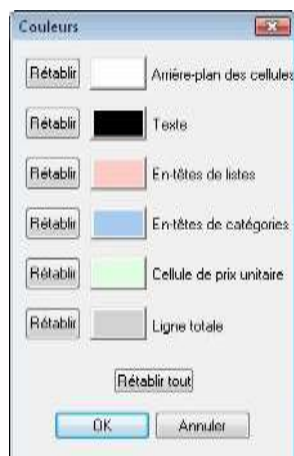 Couleurs
Rétablir Arrière-plan des cellules
Rétablir Texte
Rétablir En-têtes de listes
Rétablir En-têtes de catégories
Rétablir Cellule de prix unitaire
Rétablir Ligne totale
Rétablir tout
OK Annuler